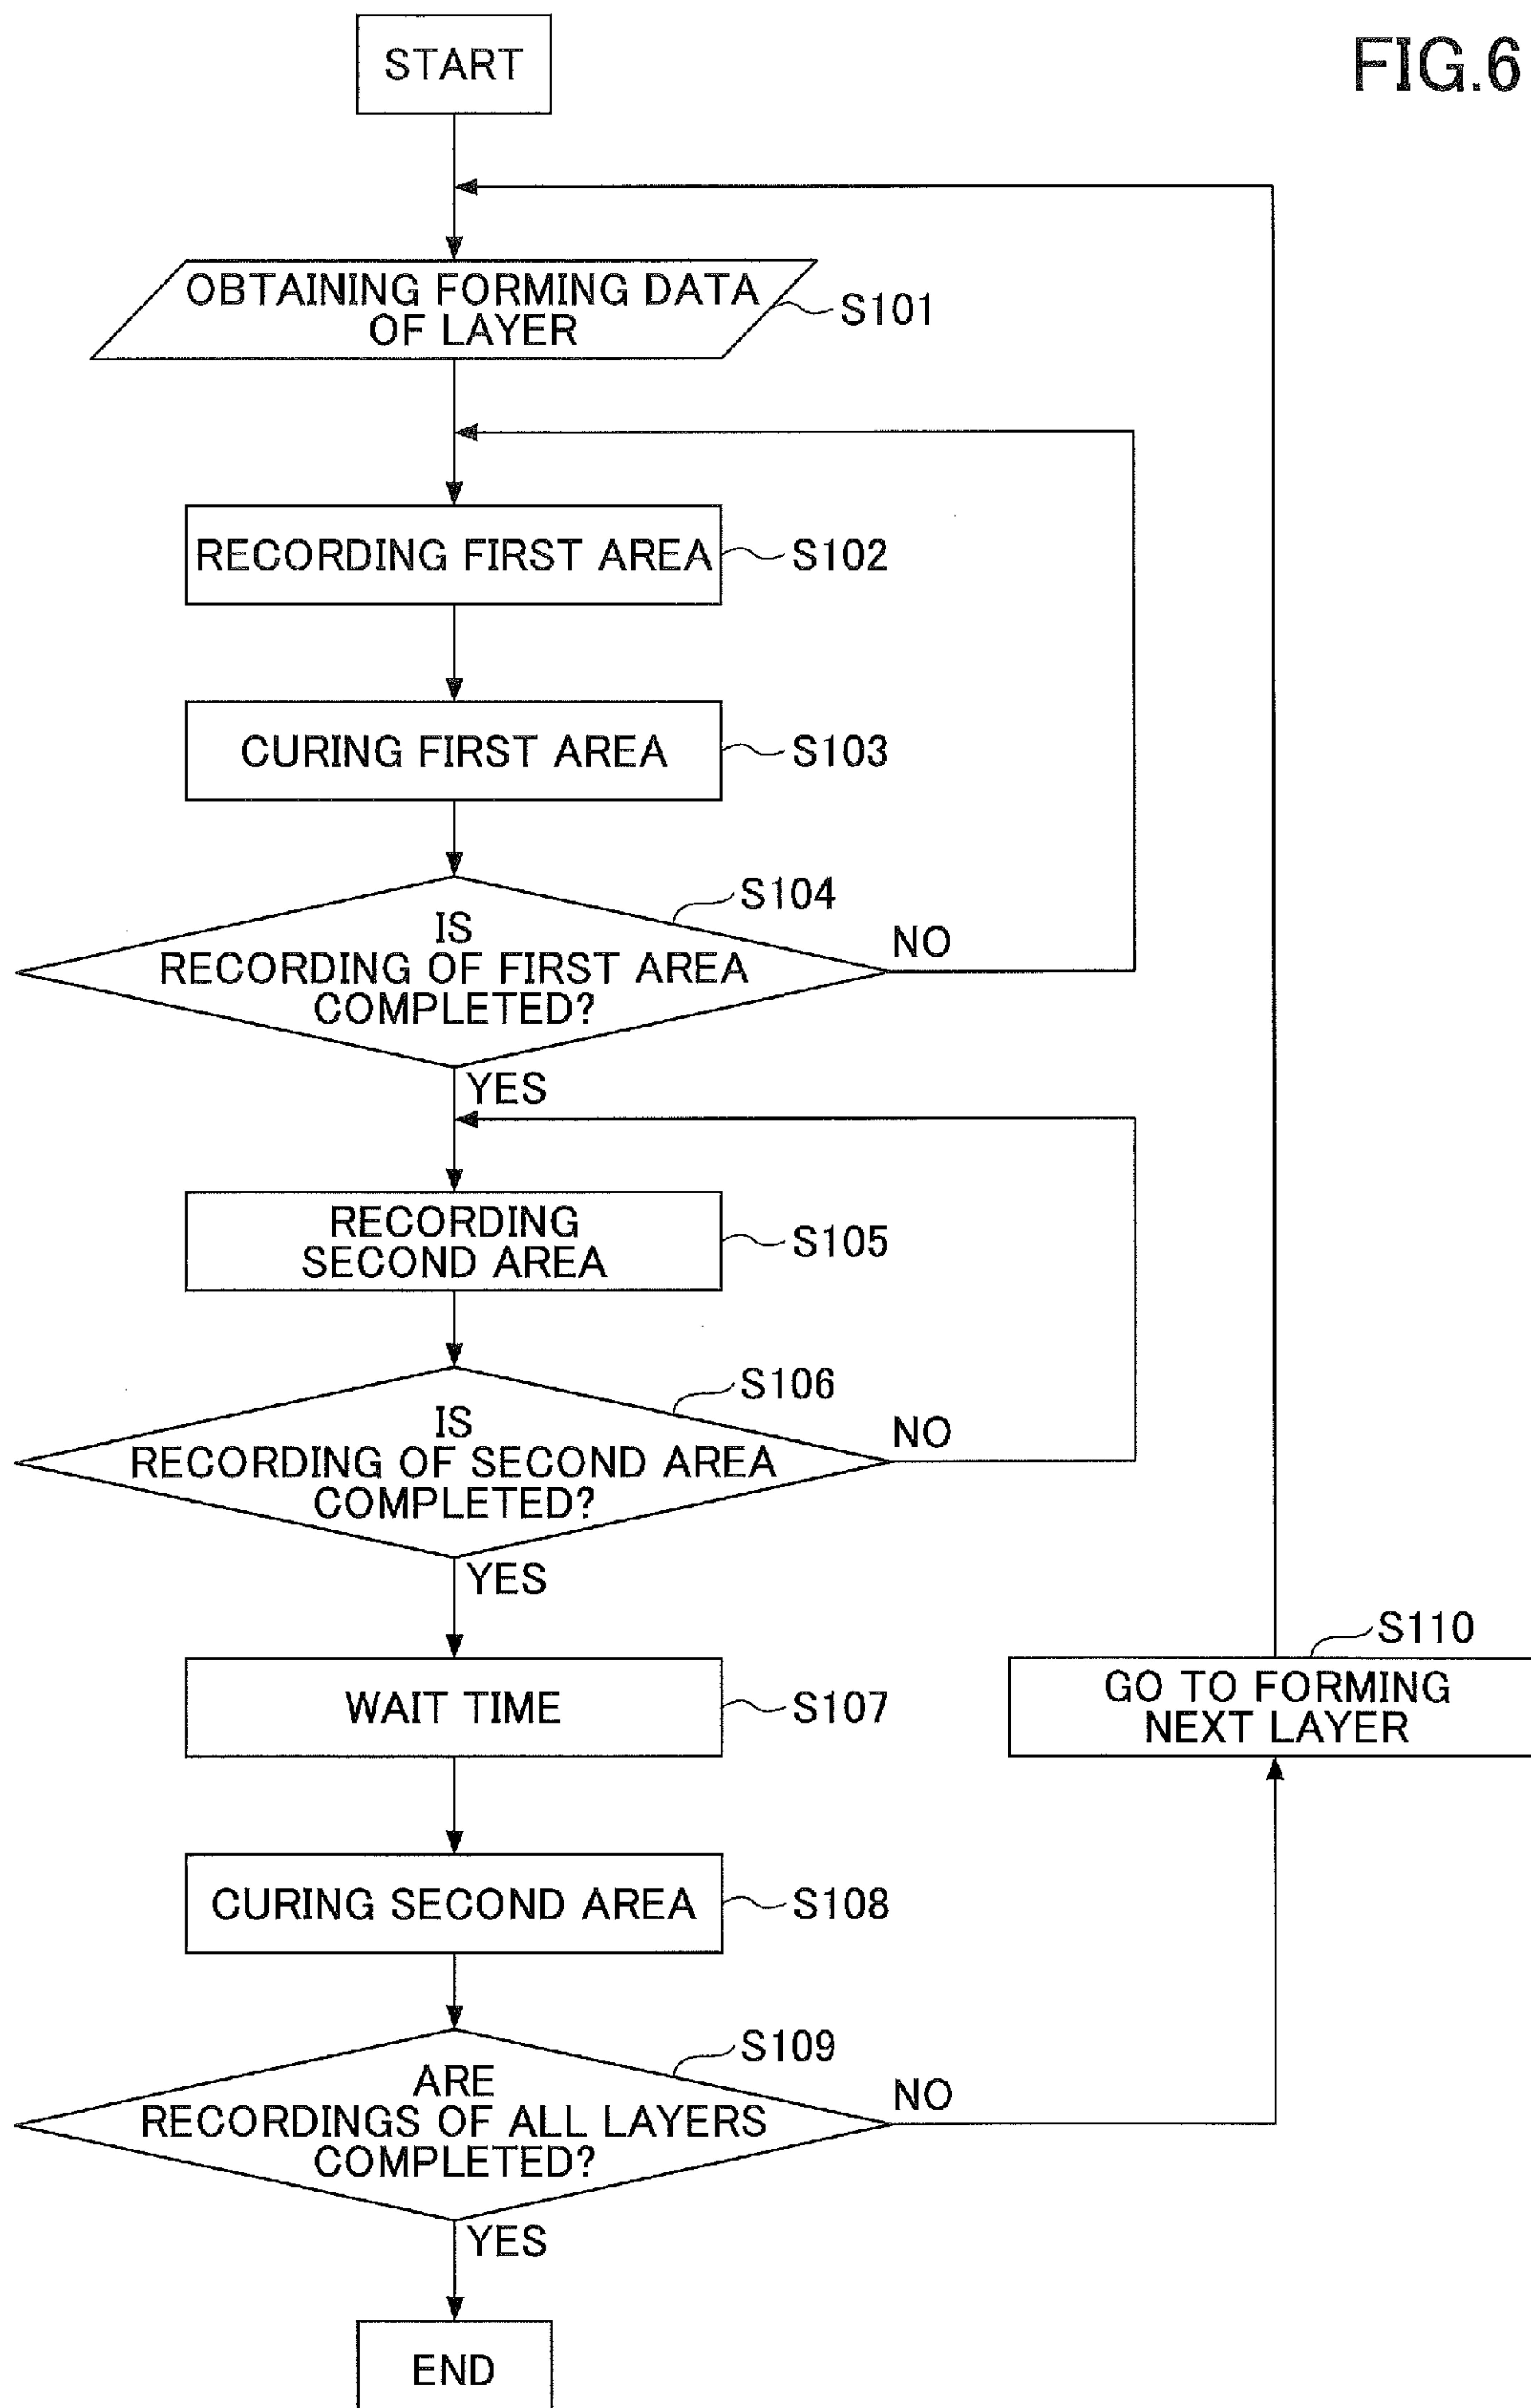 FIG.6
START
OBTAINING FORMING DATA
OF LAYER
S101
RECORDING FIRST AREA
S102
CURING FIRST AREA
S103
S104
IS
RECORDING OF FIRST AREA
COMPLETED?
NO
YES
RECORDING
SECOND AREA
S105
S106
IS
RECORDING OF SECOND AREA
COMPLETED?
NO
YES
WAIT TIME
S107
S110
GO TO FORMING
NEXT LAYER
CURING SECOND AREA
S108
S109
ARE
RECORDINGS OF ALL LAYERS
COMPLETED?
NO
YES
END